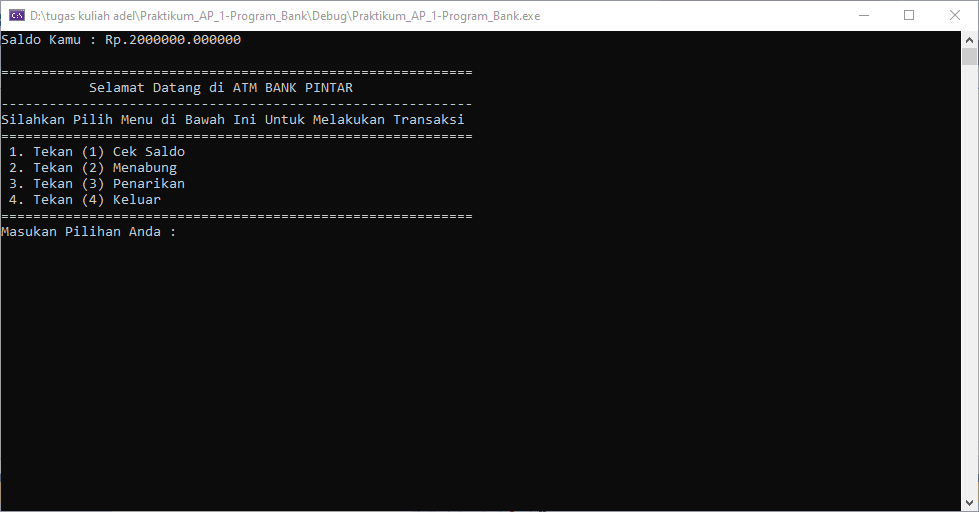 D:\tugas kuliah adel\Praktikum_AP_1-Program_Bank\Debug\Praktikum_AP_1-Program_Bank.exe
Saldo Kamu : Rp.2000000.000000
===========================================================
Selamat Datang di ATM BANK PINTAR
-----------------------------------------------------------
Silahkan Pilih Menu di Bawah Ini Untuk Melakukan Transaksi
===========================================================
1. Tekan (1) Cek Saldo
2. Tekan (2) Menabung
3. Tekan (3) Penarikan
4. Tekan (4) Keluar
===========================================================
Masukan Pilihan Anda :